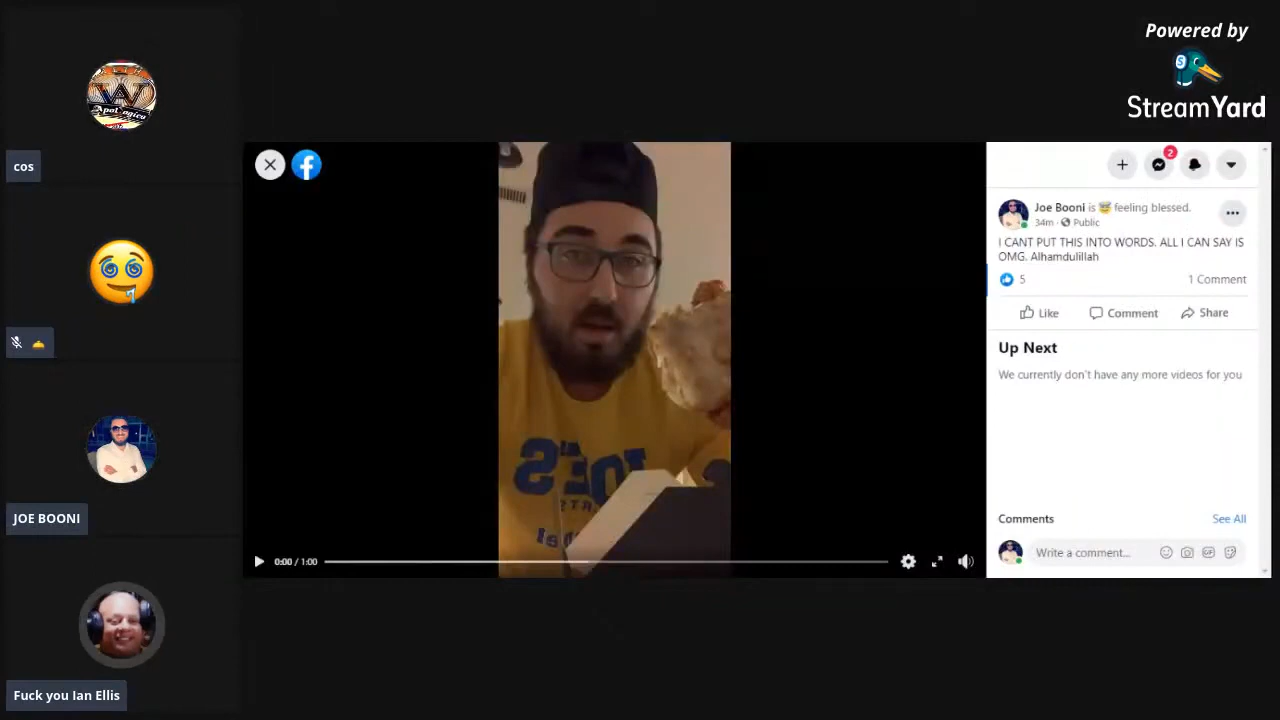 Powered by
StreamYard
cos
JOE BOONI
Fuck you Ian Ellis
JOE'S
0:00 / 1:00
2
Joe Booni is feeling blessed.
34m · Public
I CANT PUT THIS INTO WORDS. ALL I CAN SAY IS
OMG. Alhamdulillah
5
1 Comment
Like
Comment
Share
Up Next
We currently don't have any more videos for you
Comments
See All
Write a comment...
GIF